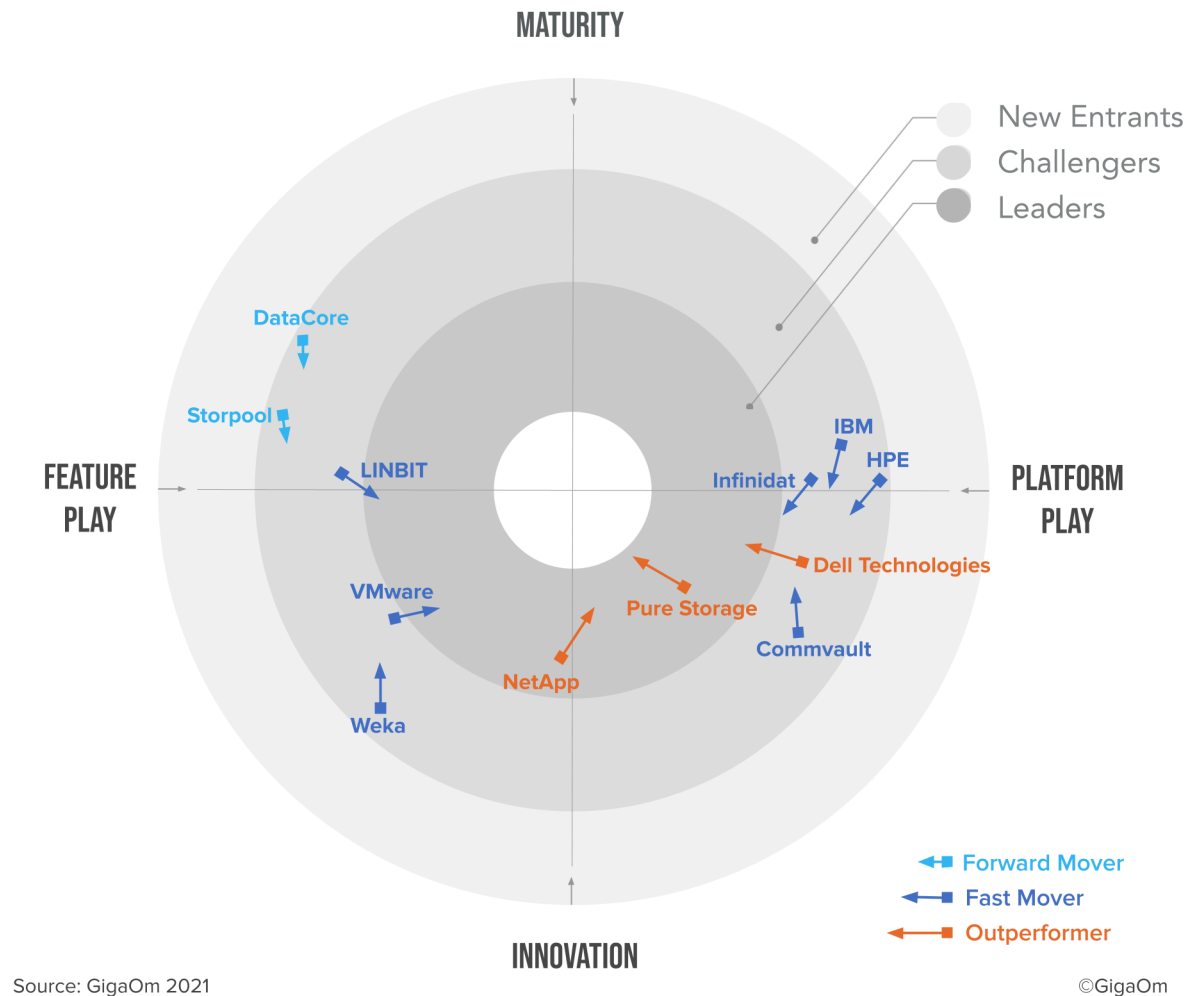 MATURITY
New Entrants
Challengers
Leaders
DataCore
Storpool
IBM
LINBIT
HPE
Infinidat
FEATURE
PLAY
PLATFORM
PLAY
Dell Technologies
VMware
Pure Storage
Commvault
NetApp
Weka
Forward Mover
Fast Mover
Outperformer
INNOVATION
Source: GigaOm 2021
©GigaOm